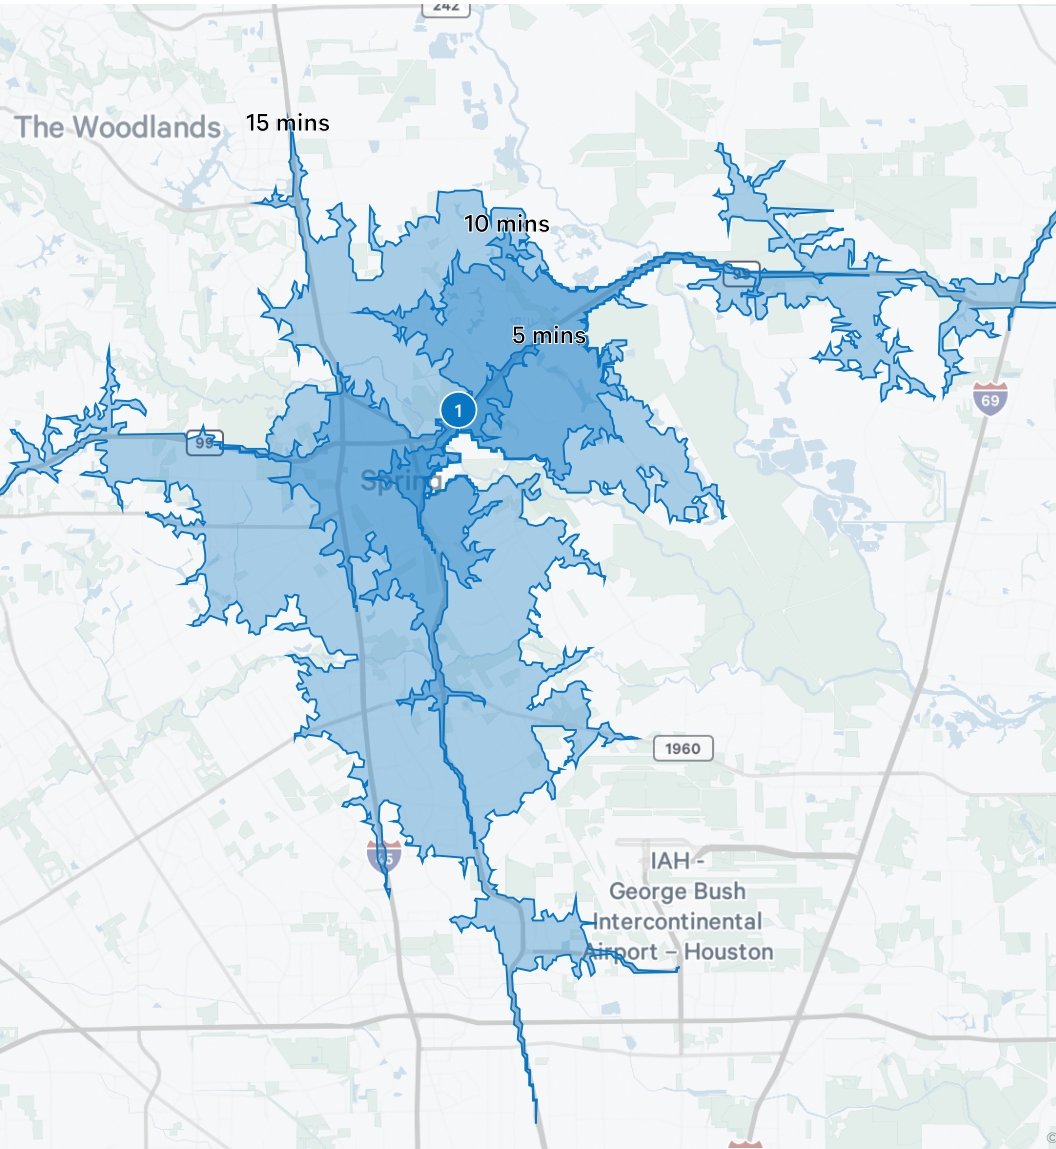 242
The Woodlands
15 mins
10 mins
99
5 mins
69
1
99
Spring
1960
45
IAH -
George Bush
Intercontinental
Airport – Houston
©